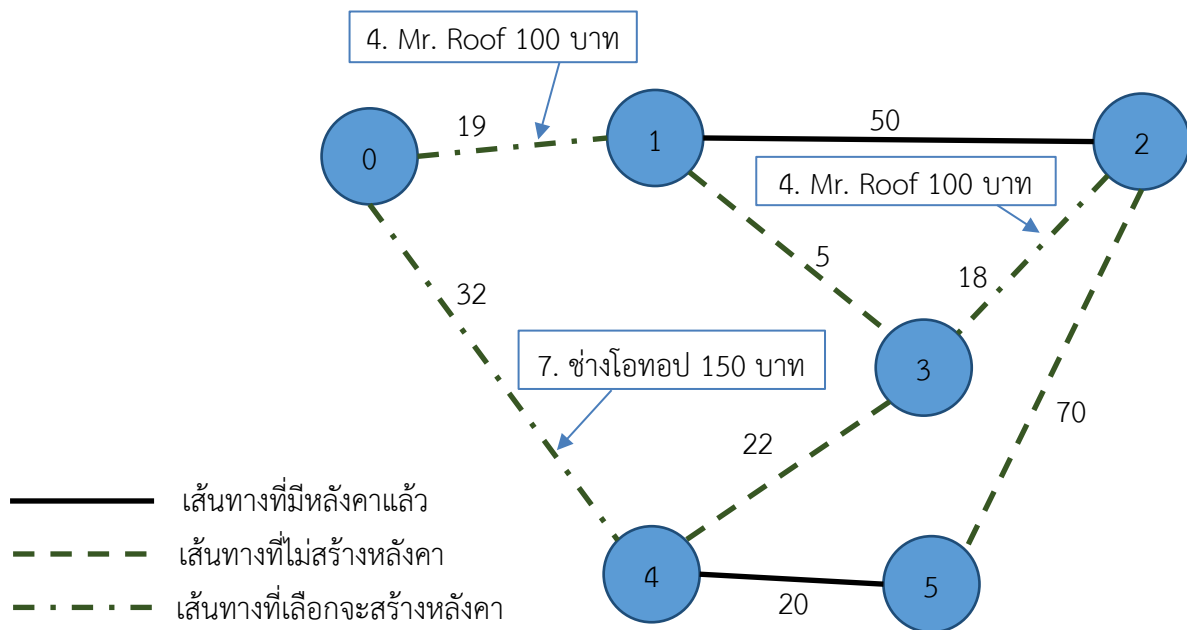 4. Mr. Roof 100 บาท
19
50
0
1
2
4. Mr. Roof 100 บาท
5
18
32
7. ช่างโอทอป 150 บาท
3
70
22
เส้นทางที่มีหลังคาแล้ว
เส้นทางที่ไม่สร้างหลังคา
4
5
20
เส้นทางที่เลือกจะสร้างหลังคา